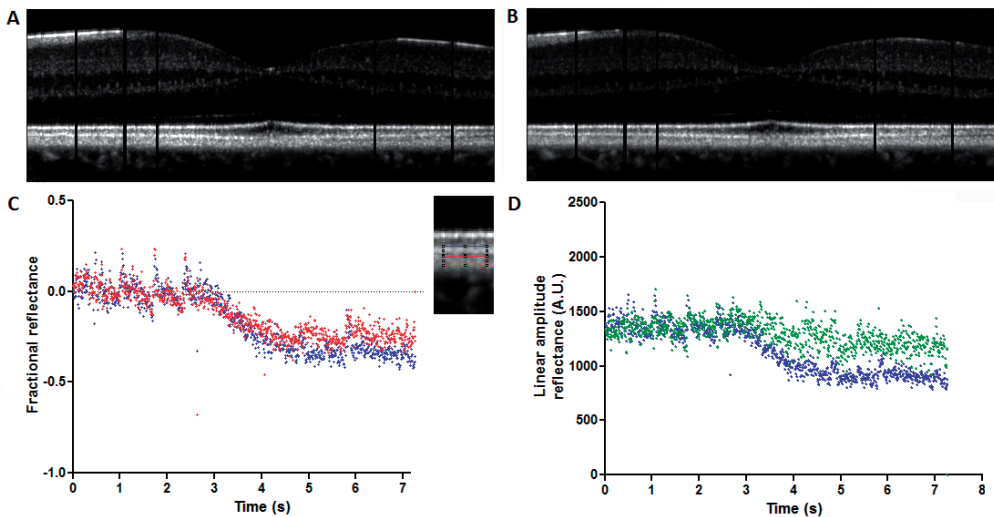 A
B
C
0.5
0.0
-0.5
-1.0
Fractional reflectance
0 1 2 3 4 5 6 7
Time (s)
D
2500
2000
1500
1000
500
0
Linear amplitude
reflectance (A.U.)
0 1 2 3 4 5 6 7 8
Time (s)